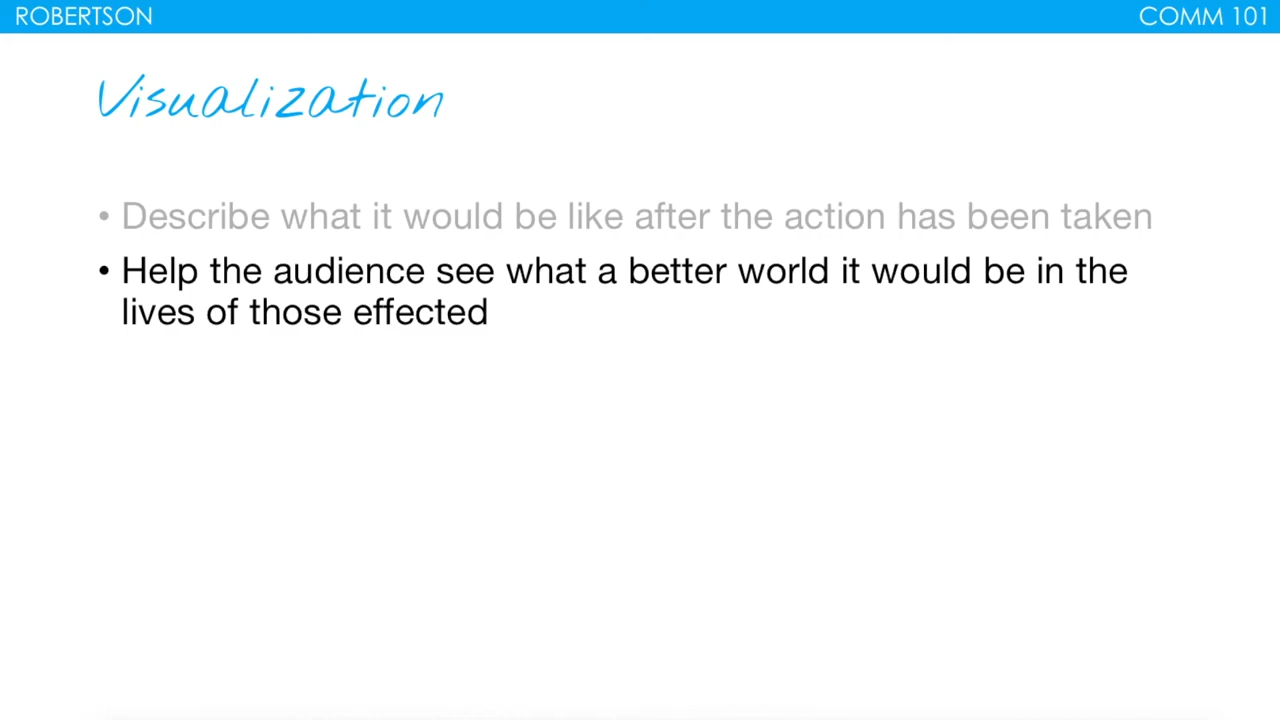 ROBERTSON
COMM 101
Visualization
• Describe what it would be like after the action has been taken
• Help the audience see what a better world it would be in the
lives of those effected